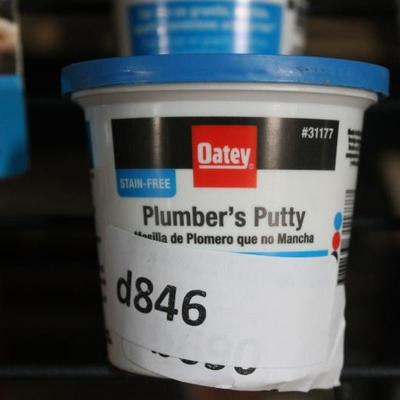 #31177
Oatey
STAIN-FREE
Plumber's Putty
Masilla de Plomero que no Mancha
d846